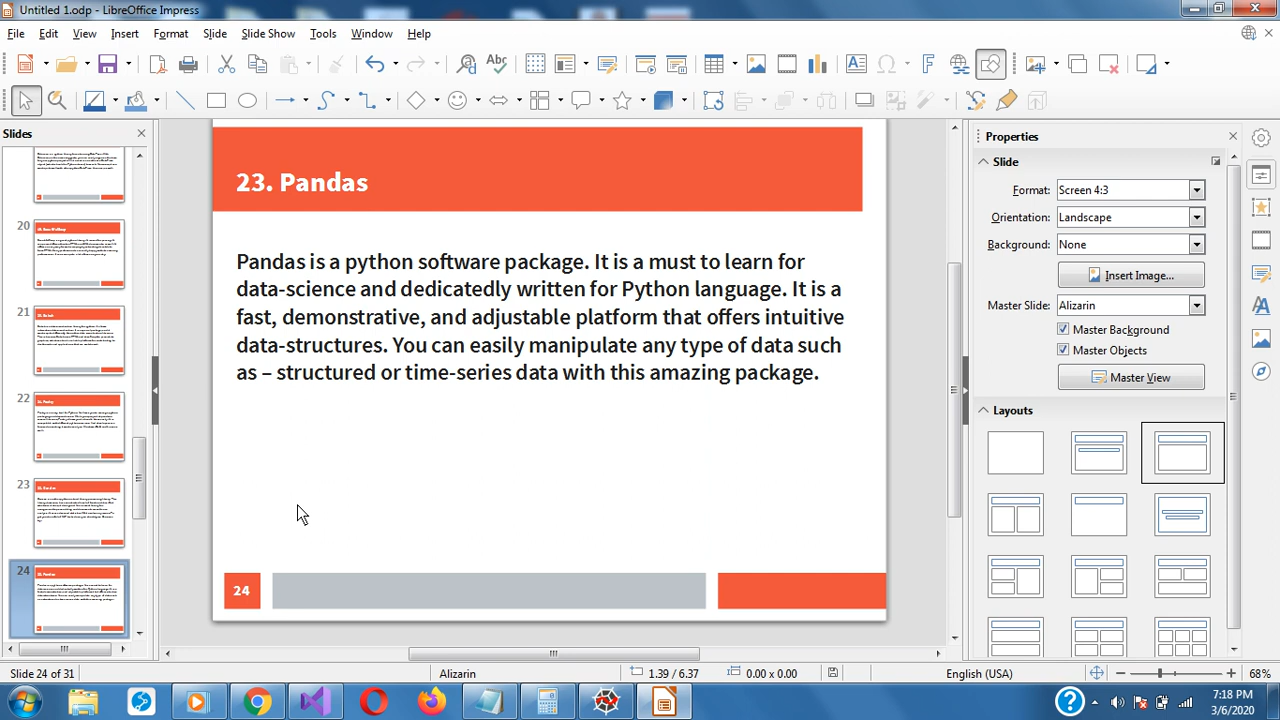 Untitled 1.odp - LibreOffice Impress
File Edit View Insert Format Slide Slide Show Tools Window Help
Slides
20
21
22
23
24
23. Pandas
Pandas is a python software package. It is a must to learn for
data-science and dedicatedly written for Python language. It is a
fast, demonstrative, and adjustable platform that offers intuitive
data-structures. You can easily manipulate any type of data such
as – structured or time-series data with this amazing package.
24
Properties
Slide
Format: Screen 4:3
Orientation: Landscape
Background: None
Insert Image...
Master Slide: Alizarin
Master Background
Master Objects
Master View
Layouts
Slide 24 of 31 Alizarin 1.39 / 6.37 0.00 x 0.00 English (USA) 68%
7:18 PM
3/6/2020